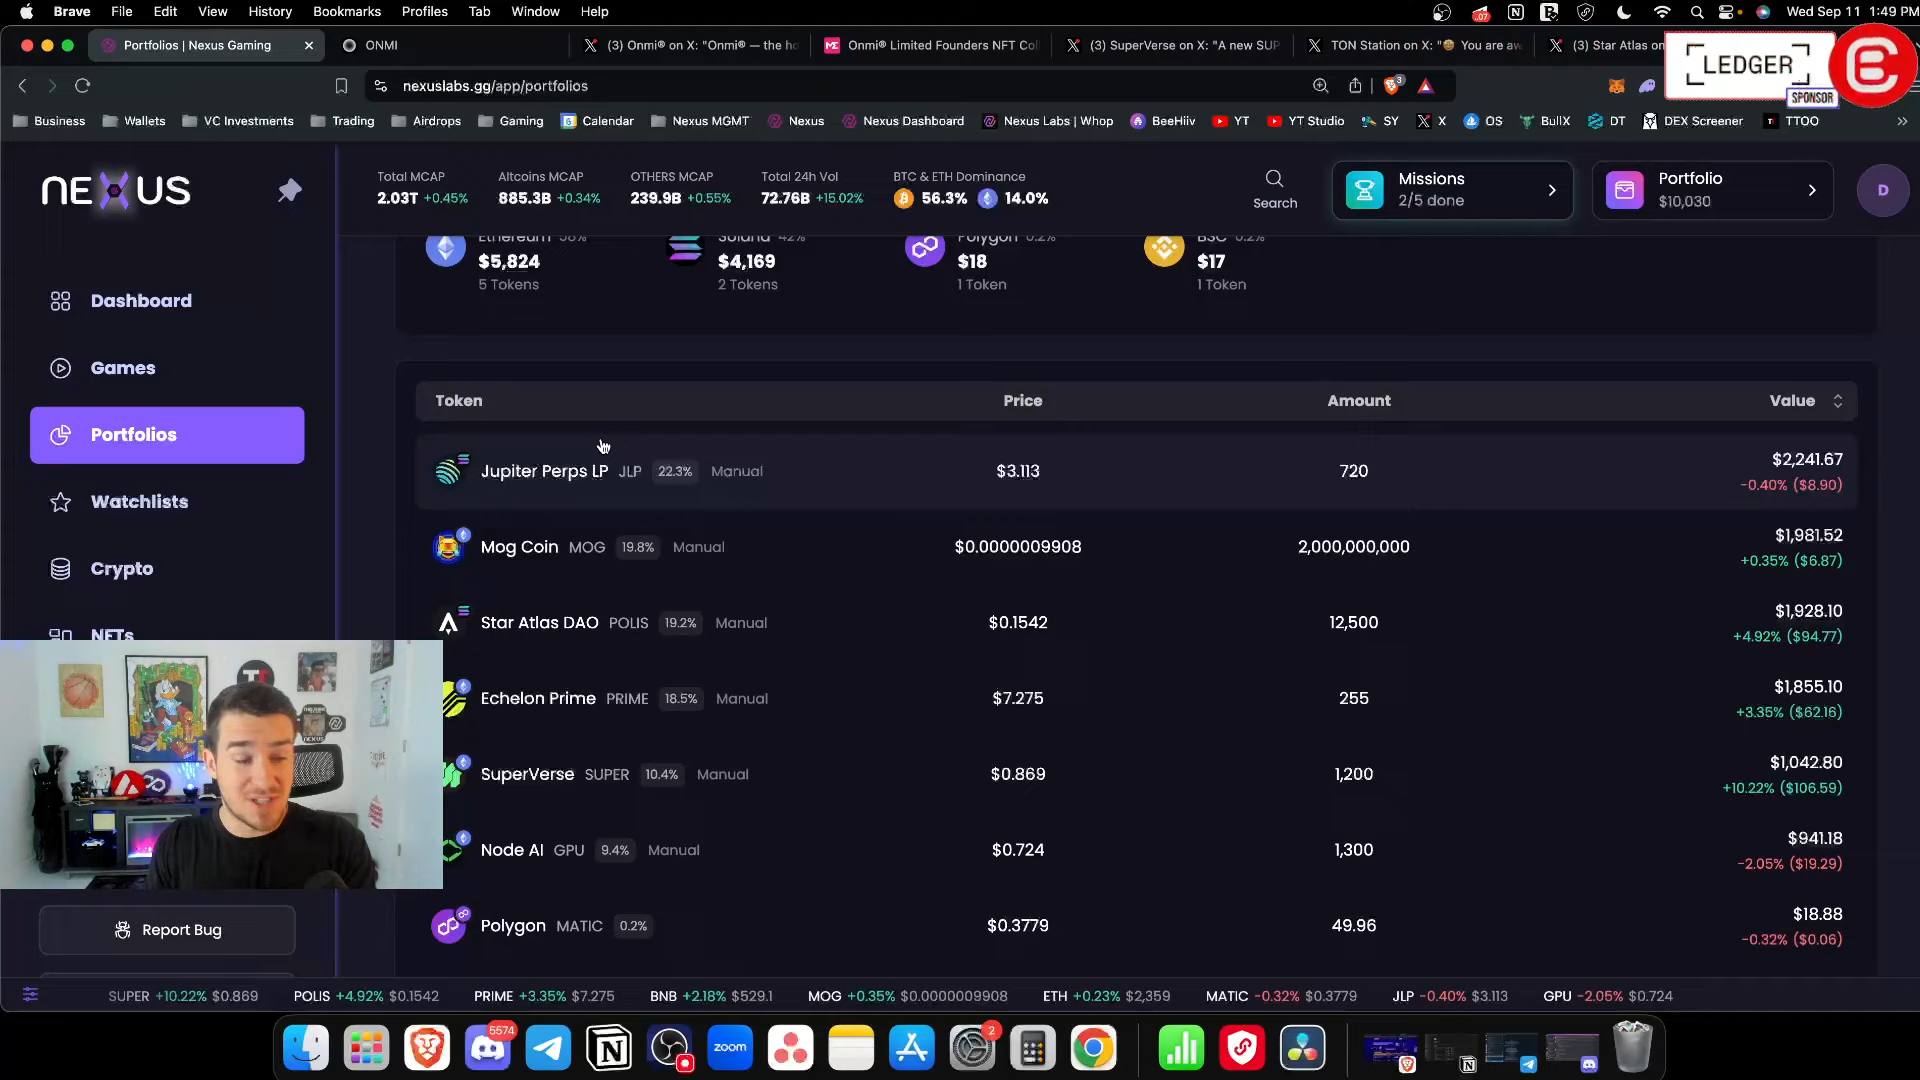 Brave File Edit View History Bookmarks Profiles Tab Window Help
.07
Wed Sep 11 1:49 PM
Portfolios | Nexus Gaming
ONMI
(3) Onmi® on X: "Onmi® — the ho
Onmi® Limited Founders NFT Col
(3) SuperVerse on X: "A new SUP
TON Station on X: "🤩 You are aw
(3) Star Atlas on
LEDGER
SPONSOR
nexuslabs.gg/app/portfolios
3
Business Wallets VC Investments Trading Airdrops Gaming Calendar Nexus MGMT Nexus Nexus Dashboard Nexus Labs | Whop BeeHiiv YT YT Studio SY X OS BullX DT DEX Screener TTOO
NEXUS
Total MCAP
2.03T +0.45%
Altcoins MCAP
885.3B +0.34%
OTHERS MCAP
239.9B +0.55%
Total 24h Vol
72.76B +15.02%
BTC & ETH Dominance
56.3% 14.0%
Search
Missions
2/5 done
Portfolio
$10,030
D
Dashboard
Games
Portfolios
Watchlists
Crypto
NFTs
Report Bug
Ethereum 58%
$5,824
5 Tokens
Solana 42%
$4,169
2 Tokens
Polygon 0.2%
$18
1 Token
BSC 0.2%
$17
1 Token
Token Price Amount Value
Jupiter Perps LP JLP 22.3% Manual $3.113 720 $2,241.67
-0.40% ($8.90)
Mog Coin MOG 19.8% Manual $0.0000009908 2,000,000,000 $1,981.52
+0.35% ($6.87)
Star Atlas DAO POLIS 19.2% Manual $0.1542 12,500 $1,928.10
+4.92% ($94.77)
Echelon Prime PRIME 18.5% Manual $7.275 255 $1,855.10
+3.35% ($62.16)
SuperVerse SUPER 10.4% Manual $0.869 1,200 $1,042.80
+10.22% ($106.59)
Node AI GPU 9.4% Manual $0.724 1,300 $941.18
-2.05% ($19.29)
Polygon MATIC 0.2% $0.3779 49.96 $18.88
-0.32% ($0.06)
SUPER +10.22% $0.869 POLIS +4.92% $0.1542 PRIME +3.35% $7.275 BNB +2.18% $529.1 MOG +0.35% $0.0000009908 ETH +0.23% $2,359 MATIC -0.32% $0.3779 JLP -0.40% $3.113 GPU -2.05% $0.724
5574
zoom
2